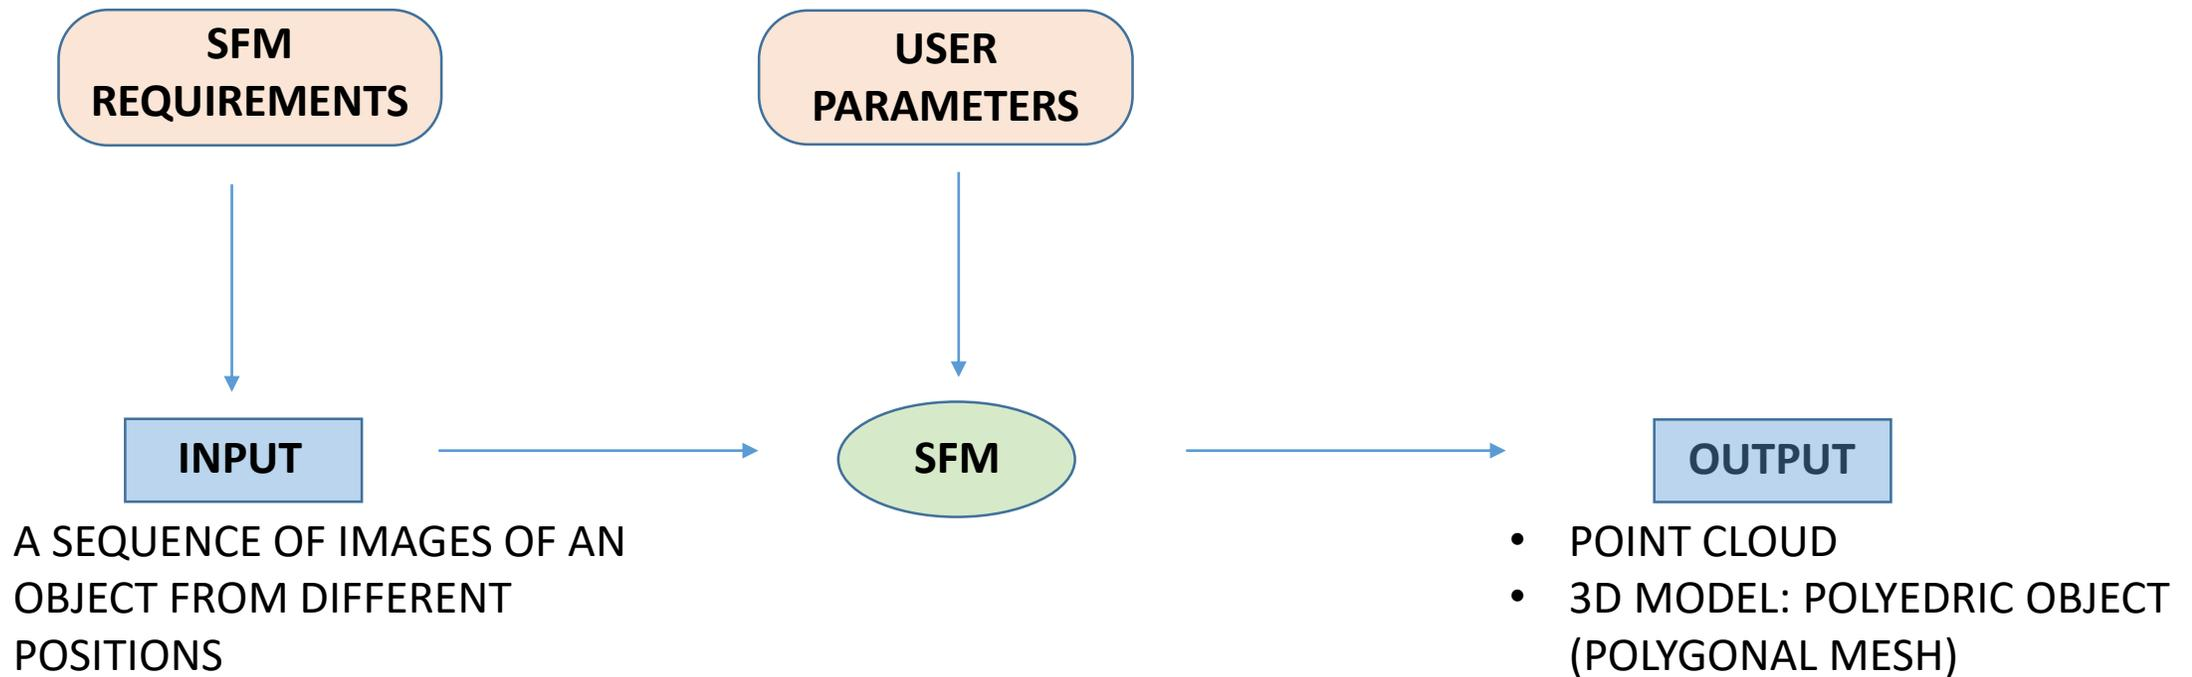 SFM
REQUIREMENTS
USER
PARAMETERS
INPUT
SFM
OUTPUT
A SEQUENCE OF IMAGES OF AN
OBJECT FROM DIFFERENT
POSITIONS
• POINT CLOUD
• 3D MODEL: POLYEDRIC OBJECT
(POLYGONAL MESH)